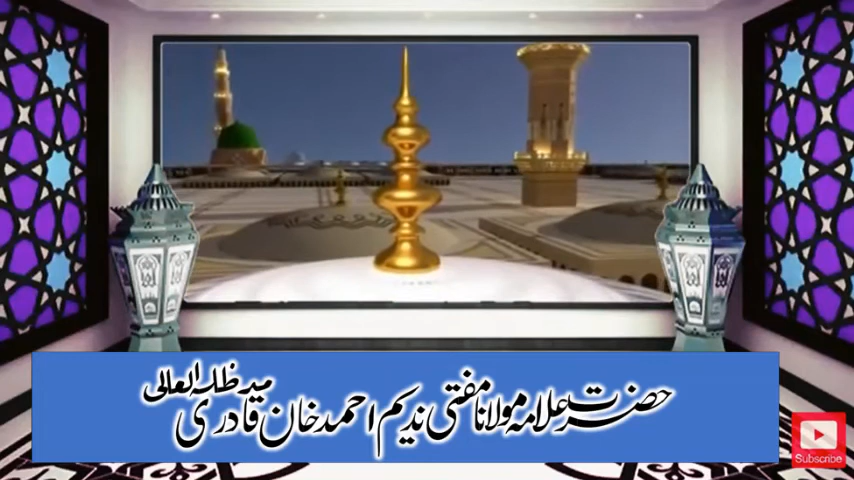 حضرت علامہ مولانا مفتی ندیم احمد خان قادری مدظلہ العالی
Subscribe